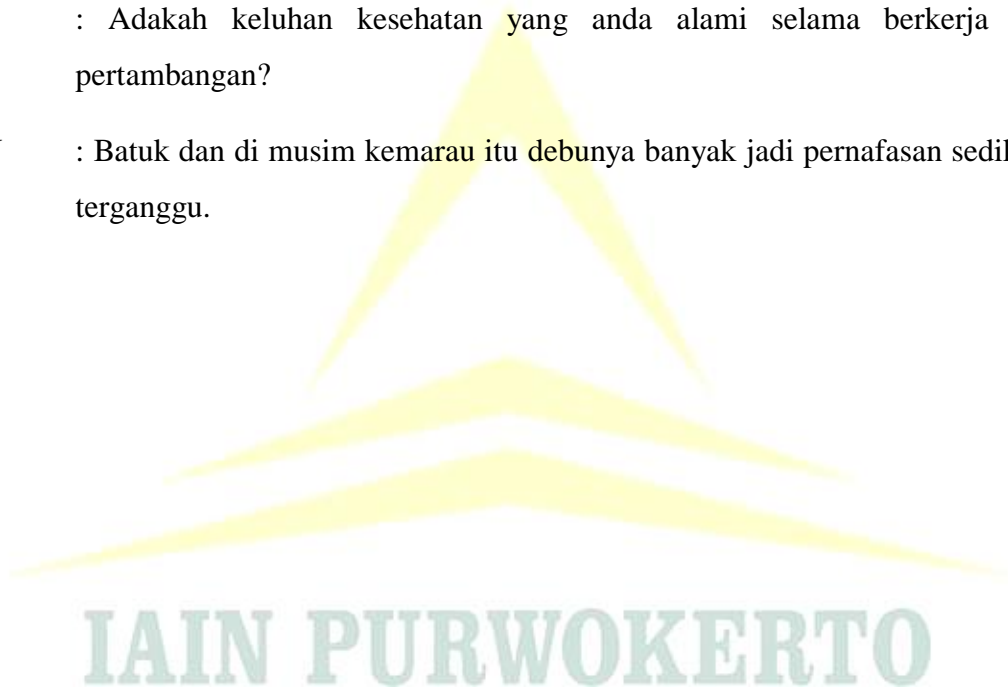 : Adakah keluhan kesehatan yang anda alami selama berkerja
pertambangan?
: Batuk dan di musim kemarau itu debunya banyak jadi pernafasan
terganggu.
IAIN PURWOKERTO